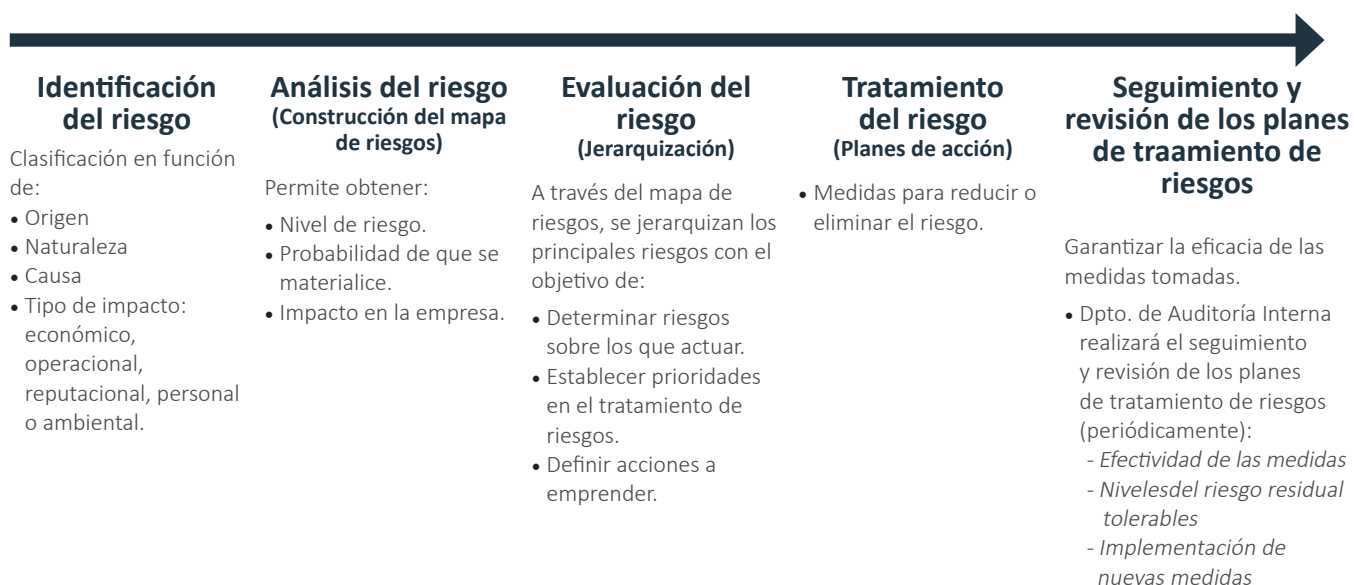 Identificación
del riesgo
Clasificación en función
de:
• Origen
• Naturaleza
• Causa
• Tipo de impacto:
económico,
operacional,
reputacional, personal
o ambiental.
Análisis del riesgo
(Construcción del mapa
de riesgos)
Permite obtener:
• Nivel de riesgo.
• Probabilidad de que se
materialice.
• Impacto en la empresa.
Evaluación del
riesgo
(Jerarquización)
A través del mapa de
riesgos, se jerarquizan los
principales riesgos con el
objetivo de:
• Determinar riesgos
sobre los que actuar.
• Establecer prioridades
en el tratamiento de
riesgos.
• Definir acciones a
emprender.
Tratamiento
del riesgo
(Planes de acción)
• Medidas para reducir o
eliminar el riesgo.
Seguimiento y
revisión de los planes
de traamiento de
riesgos
Garantizar la eficacia de las
medidas tomadas.
• Dpto. de Auditoría Interna
realizará el seguimiento
y revisión de los planes
de tratamiento de riesgos
(periódicamente):
- Efectividad de las medidas
- Nivelesdel riesgo residual
tolerables
- Implementación de
nuevas medidas